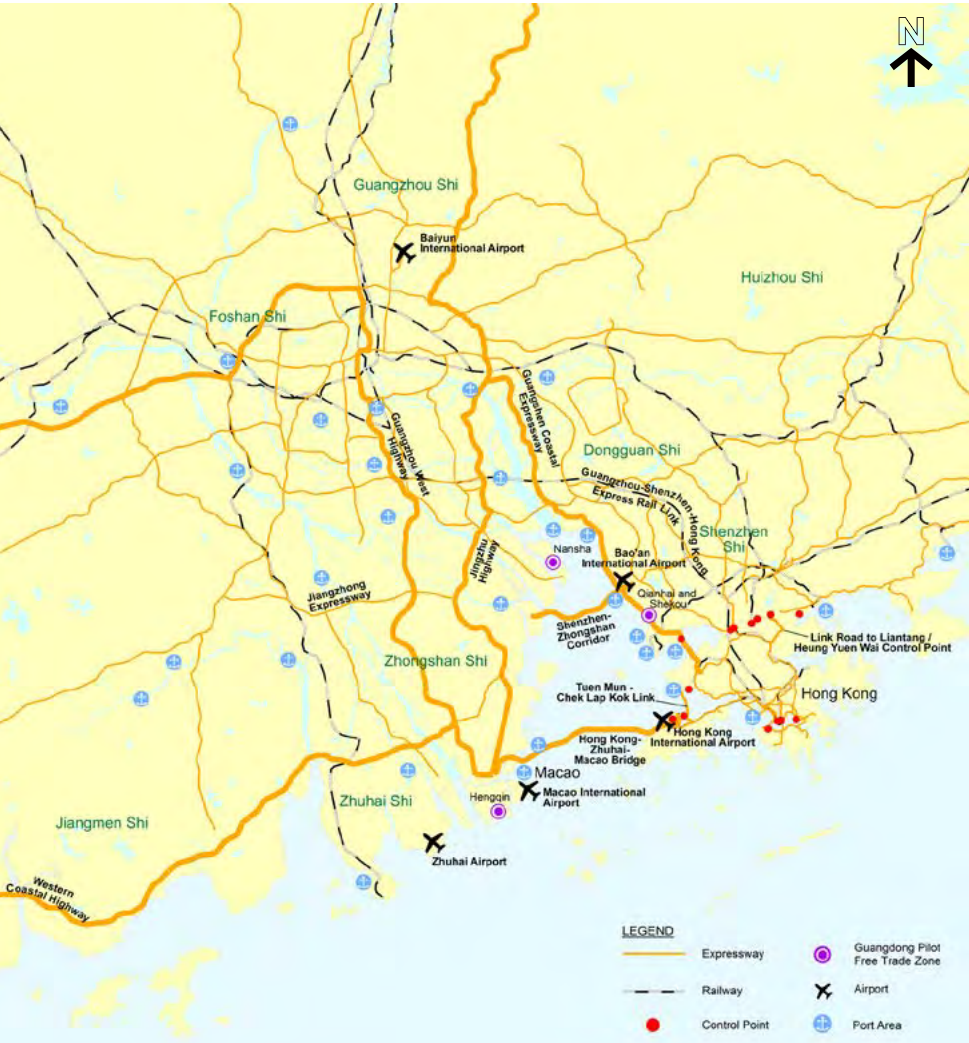 N
Guangzhou Shi
Baiyun
International Airport
Huizhou Shi
Foshan Shi
Guangshen Coastal
Expressway
Guangzhou West
Highway
Dongguan Shi
Guangzhou-Shenzhen-Hong Kong
Express Rail Link
Shenzhen
Shi
Nansha
Bao'an
International Airport
Jingzhu
Highway
Qianhai and
Shekou
Jiangzhong
Expressway
Shenzhen-
Zhongshan
Corridor
Link Road to Liantang /
Heung Yuen Wai Control Point
Zhongshan Shi
Tuen Mun -
Chek Lap Kok Link
Hong Kong
Hong Kong
International Airport
Hong Kong-
Zhuhai-
Macao Bridge
Macao
Hengqin
Macao International
Airport
Zhuhai Shi
Jiangmen Shi
Zhuhai Airport
Western
Coastal Highway
LEGEND
Expressway
Guangdong Pilot
Free Trade Zone
Railway
Airport
Control Point
Port Area